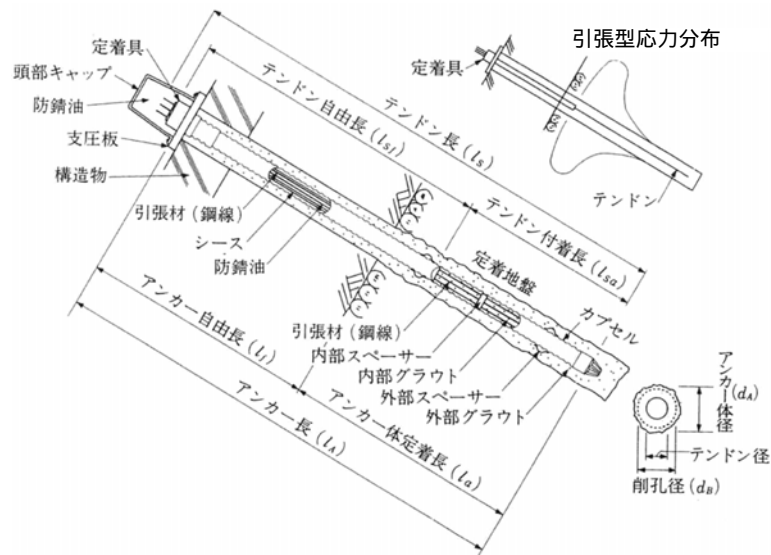 引張型応力分布
定着具
テンドン
定着具
頭部キャップ
防錆油
支圧板
構造物
テンドン長(ls)
テンドン自由長(lsf)
テンドン付着長(lsa)
引張材(鋼線)
シース
防錆油
定着地盤
カプセル
引張材(鋼線)
内部スペーサー
内部グラウト
外部スペーサー
外部グラウト
アンカー自由長(lf)
アンカー長(lA)
アンカー体定着長(la)
アンカー体径(dA)
テンドン径
削孔径(dB)